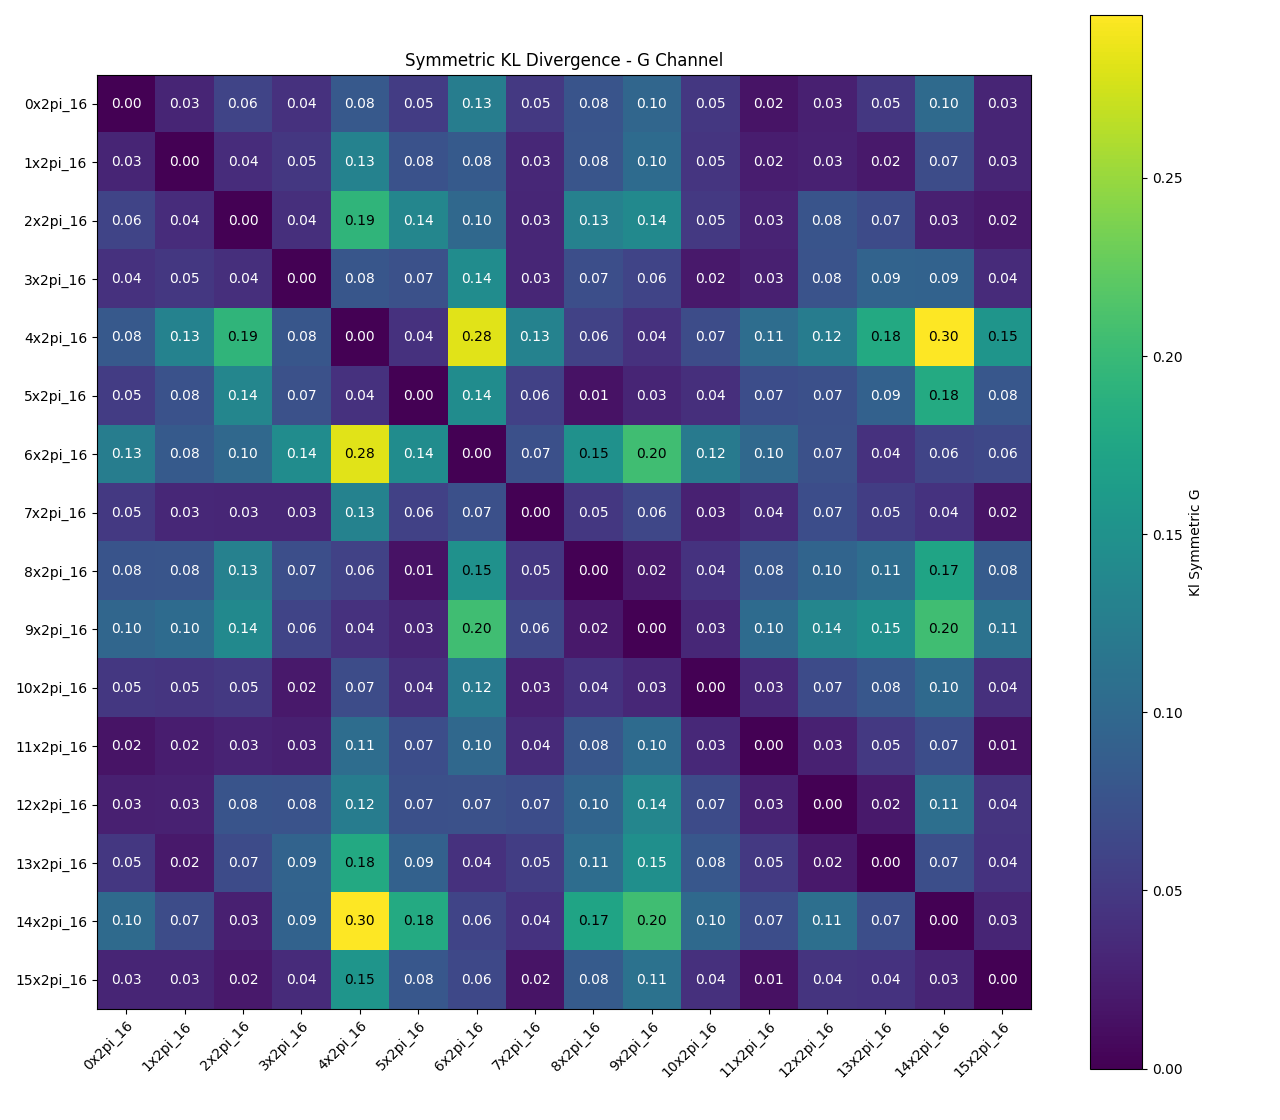 Symmetric KL Divergence - G Channel
0x2pi_16 0.00 0.03 0.06 0.04 0.08 0.05 0.13 0.05 0.08 0.10 0.05 0.02 0.03 0.05 0.10 0.03
1x2pi_16 0.03 0.00 0.04 0.05 0.13 0.08 0.08 0.03 0.08 0.10 0.05 0.02 0.03 0.02 0.07 0.03
2x2pi_16 0.06 0.04 0.00 0.04 0.19 0.14 0.10 0.03 0.13 0.14 0.05 0.03 0.08 0.07 0.03 0.02
3x2pi_16 0.04 0.05 0.04 0.00 0.08 0.07 0.14 0.03 0.07 0.06 0.02 0.03 0.08 0.09 0.09 0.04
4x2pi_16 0.08 0.13 0.19 0.08 0.00 0.04 0.28 0.13 0.06 0.04 0.07 0.11 0.12 0.18 0.30 0.15
5x2pi_16 0.05 0.08 0.14 0.07 0.04 0.00 0.14 0.06 0.01 0.03 0.04 0.07 0.07 0.09 0.18 0.08
6x2pi_16 0.13 0.08 0.10 0.14 0.28 0.14 0.00 0.07 0.15 0.20 0.12 0.10 0.07 0.04 0.06 0.06
7x2pi_16 0.05 0.03 0.03 0.03 0.13 0.06 0.07 0.00 0.05 0.06 0.03 0.04 0.07 0.05 0.04 0.02
8x2pi_16 0.08 0.08 0.13 0.07 0.06 0.01 0.15 0.05 0.00 0.02 0.04 0.08 0.10 0.11 0.17 0.08
9x2pi_16 0.10 0.10 0.14 0.06 0.04 0.03 0.20 0.06 0.02 0.00 0.03 0.10 0.14 0.15 0.20 0.11
10x2pi_16 0.05 0.05 0.05 0.02 0.07 0.04 0.12 0.03 0.04 0.03 0.00 0.03 0.07 0.08 0.10 0.04
11x2pi_16 0.02 0.02 0.03 0.03 0.11 0.07 0.10 0.04 0.08 0.10 0.03 0.00 0.03 0.05 0.07 0.01
12x2pi_16 0.03 0.03 0.08 0.08 0.12 0.07 0.07 0.07 0.10 0.14 0.07 0.03 0.00 0.02 0.11 0.04
13x2pi_16 0.05 0.02 0.07 0.09 0.18 0.09 0.04 0.05 0.11 0.15 0.08 0.05 0.02 0.00 0.07 0.04
14x2pi_16 0.10 0.07 0.03 0.09 0.30 0.18 0.06 0.04 0.17 0.20 0.10 0.07 0.11 0.07 0.00 0.03
15x2pi_16 0.03 0.03 0.02 0.04 0.15 0.08 0.06 0.02 0.08 0.11 0.04 0.01 0.04 0.04 0.03 0.00
0x2pi_16 1x2pi_16 2x2pi_16 3x2pi_16 4x2pi_16 5x2pi_16 6x2pi_16 7x2pi_16 8x2pi_16 9x2pi_16 10x2pi_16 11x2pi_16 12x2pi_16 13x2pi_16 14x2pi_16 15x2pi_16
0.25
0.20
0.15
0.10
0.05
0.00
Kl Symmetric G